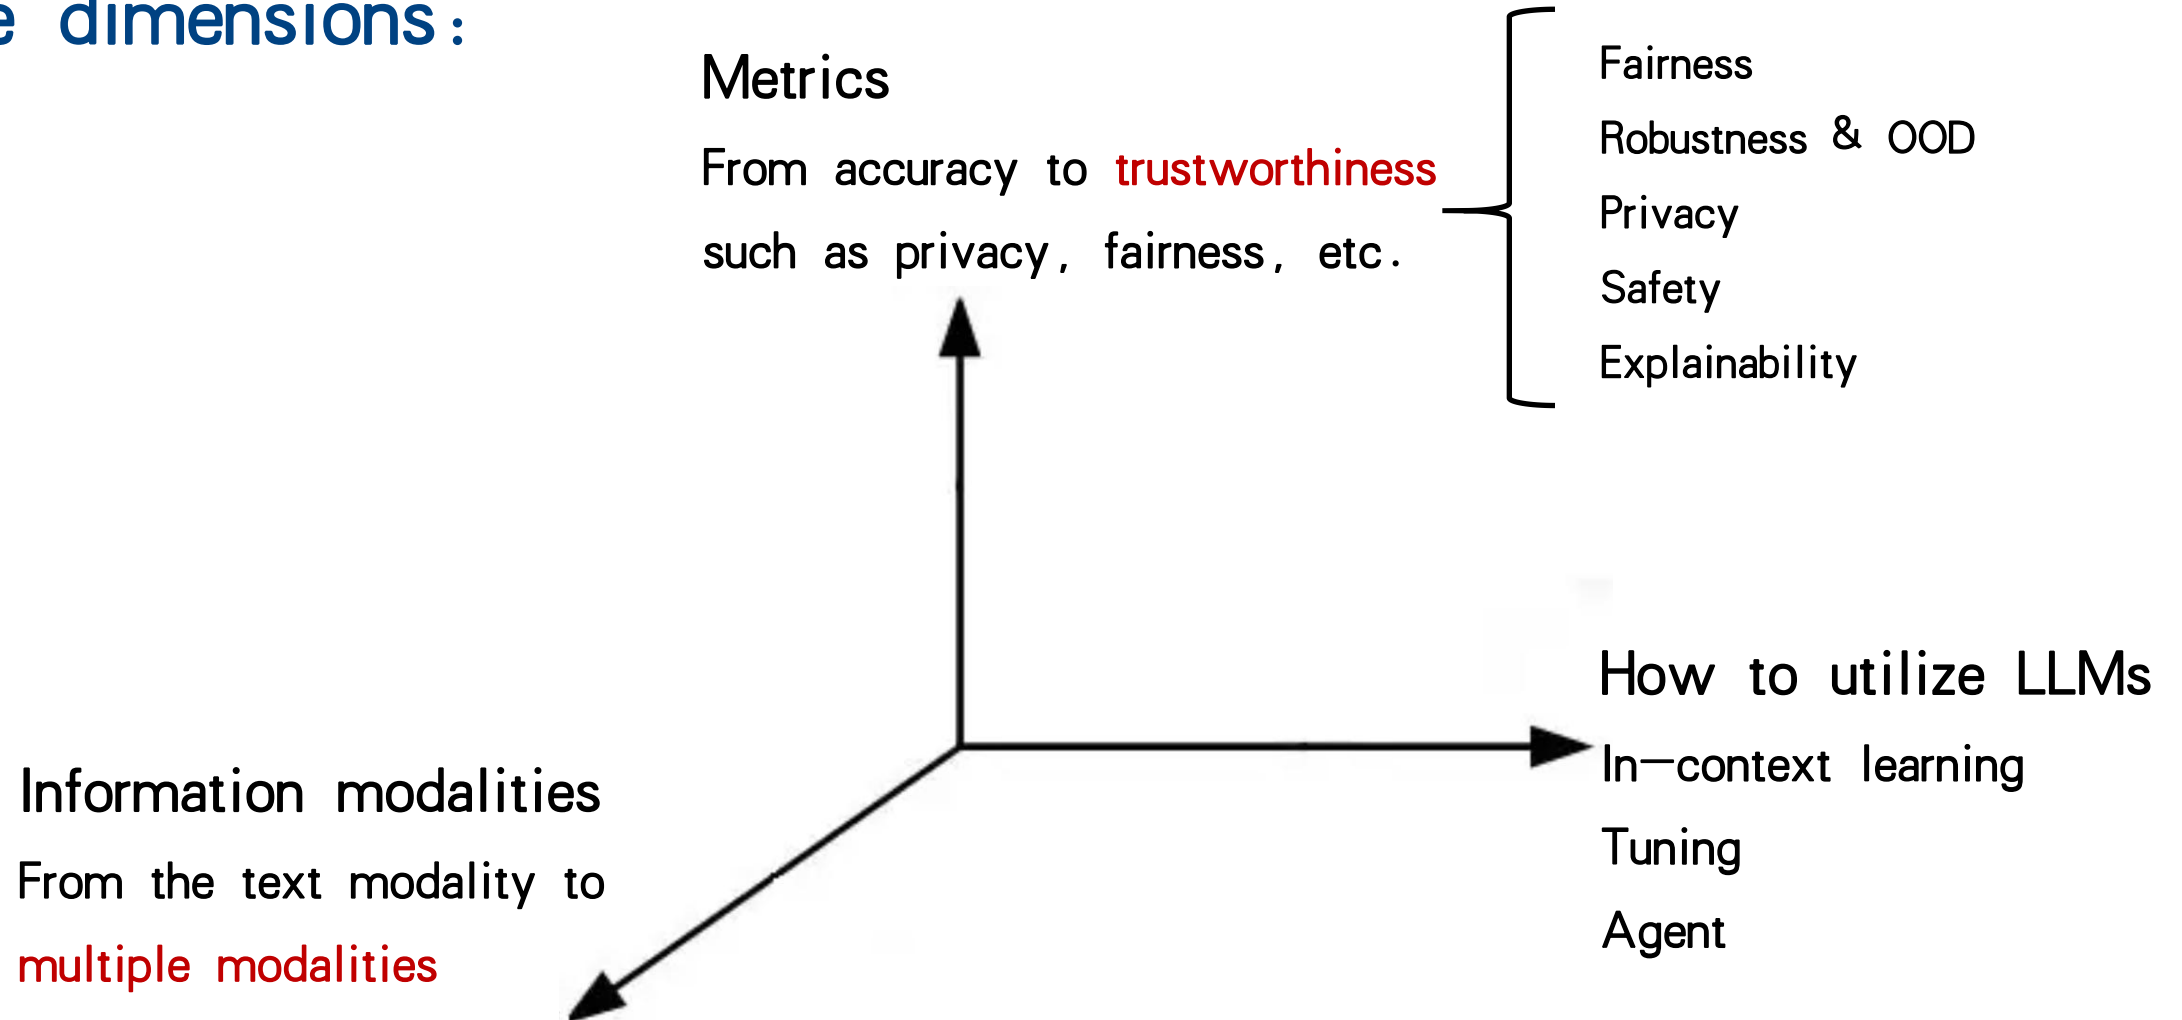 dimensions:
Metrics
From accuracy to trustworthiness
such as privacy, fairness, etc.
Fairness
Robustness & OOD
Privacy
Safety
Explainability
How to utilize LLMs
In-context learning
Tuning
Agent
Information modalities
From the text modality to
multiple modalities